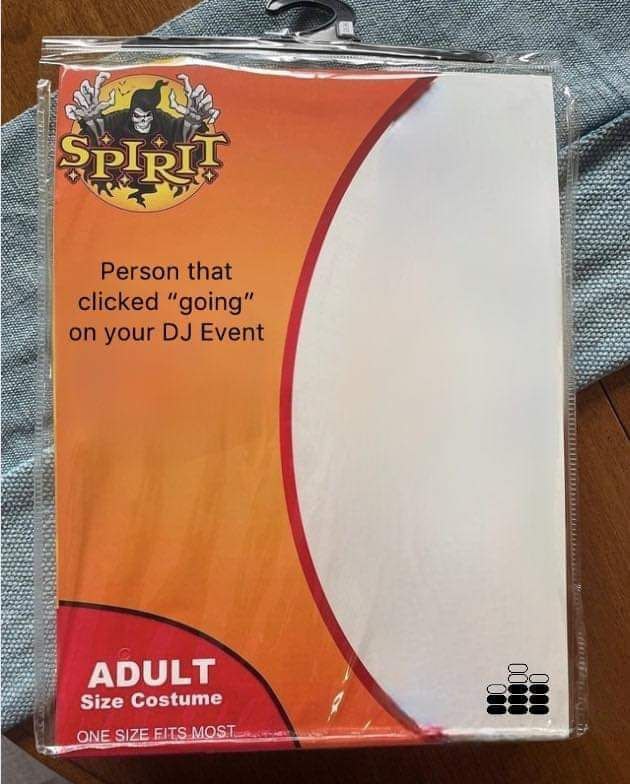 SPIRIT
Person that
clicked “going”
on your DJ Event
ADULT
Size Costume
ONE SIZE FITS MOST